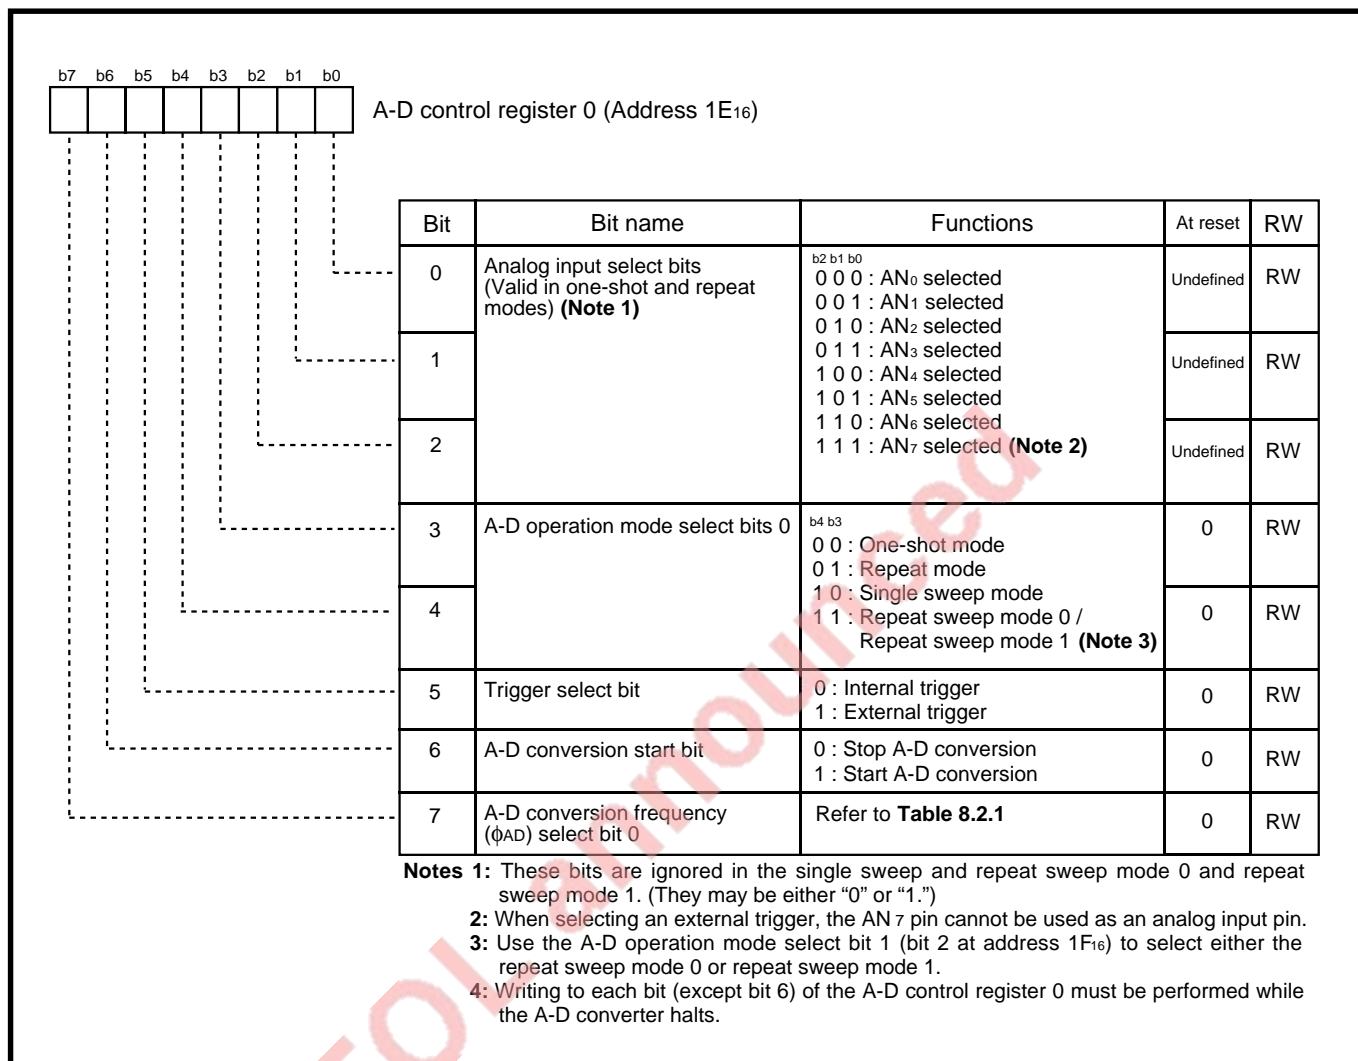 b7 b6 b5 b4 b3 b2 b1 b0
A-D control register 0 (Address 1E16)
Bit Bit name Functions At reset RW
0 Analog input select bits
(Valid in one-shot and repeat
modes) (Note 1)
b2 b1 b0
0 0 0 : AN0 selected
0 0 1 : AN1 selected
0 1 0 : AN2 selected
0 1 1 : AN3 selected
1 0 0 : AN4 selected
1 0 1 : AN5 selected
1 1 0 : AN6 selected
1 1 1 : AN7 selected (Note 2)
Undefined RW
1 Undefined RW
2 Undefined RW
3 A-D operation mode select bits 0
b4 b3
0 0 : One-shot mode
0 1 : Repeat mode
1 0 : Single sweep mode
1 1 : Repeat sweep mode 0 /
Repeat sweep mode 1 (Note 3)
0 RW
4 0 RW
5 Trigger select bit
0 : Internal trigger
1 : External trigger
0 RW
6 A-D conversion start bit
0 : Stop A-D conversion
1 : Start A-D conversion
0 RW
7 A-D conversion frequency
(ϕAD) select bit 0
Refer to Table 8.2.1
0 RW
Notes 1: These bits are ignored in the single sweep and repeat sweep mode 0 and repeat
sweep mode 1. (They may be either “0” or “1.”)
2: When selecting an external trigger, the AN7 pin cannot be used as an analog input pin.
3: Use the A-D operation mode select bit 1 (bit 2 at address 1F16) to select either the
repeat sweep mode 0 or repeat sweep mode 1.
4: Writing to each bit (except bit 6) of the A-D control register 0 must be performed while
the A-D converter halts.
EOL announced